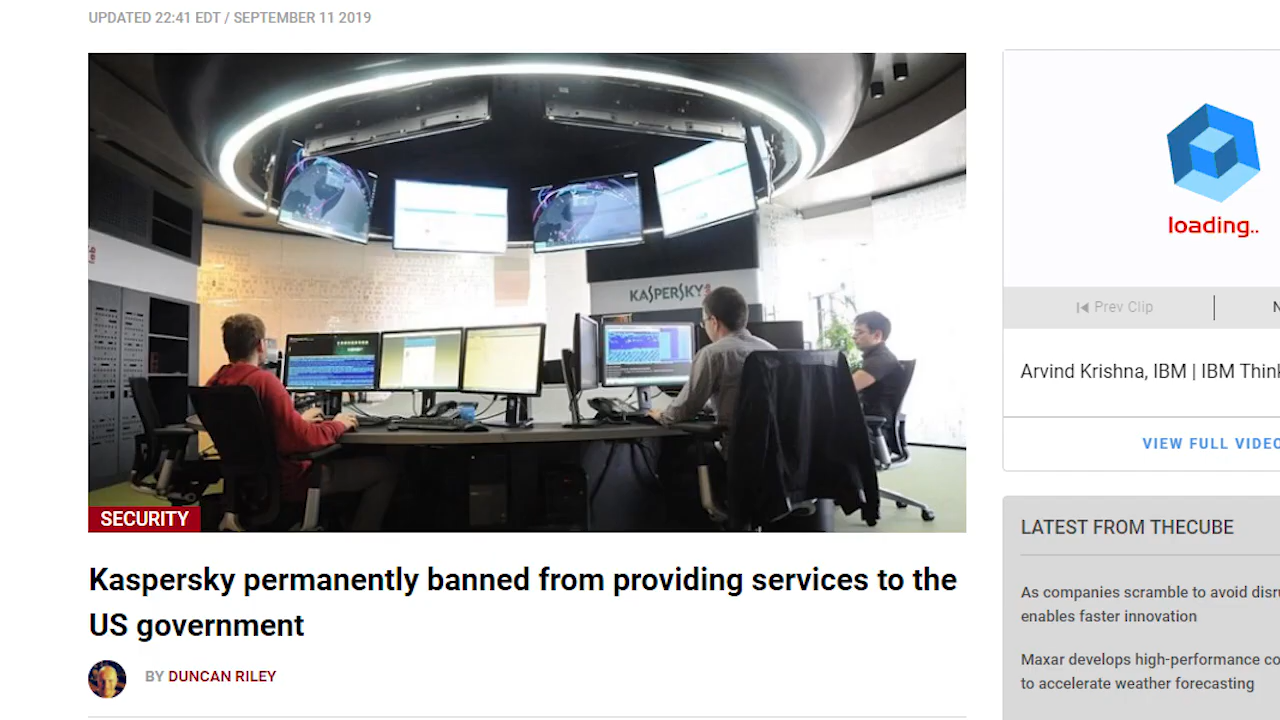 UPDATED 22:41 EDT / SEPTEMBER 11 2019
KASPERSKY
SECURITY
Kaspersky permanently banned from providing services to the
US government
BY DUNCAN RILEY
loading..
Prev Clip
N
Arvind Krishna, IBM | IBM Think
VIEW FULL VIDEO
LATEST FROM THECUBE
As companies scramble to avoid disru
enables faster innovation
Maxar develops high-performance co
to accelerate weather forecasting